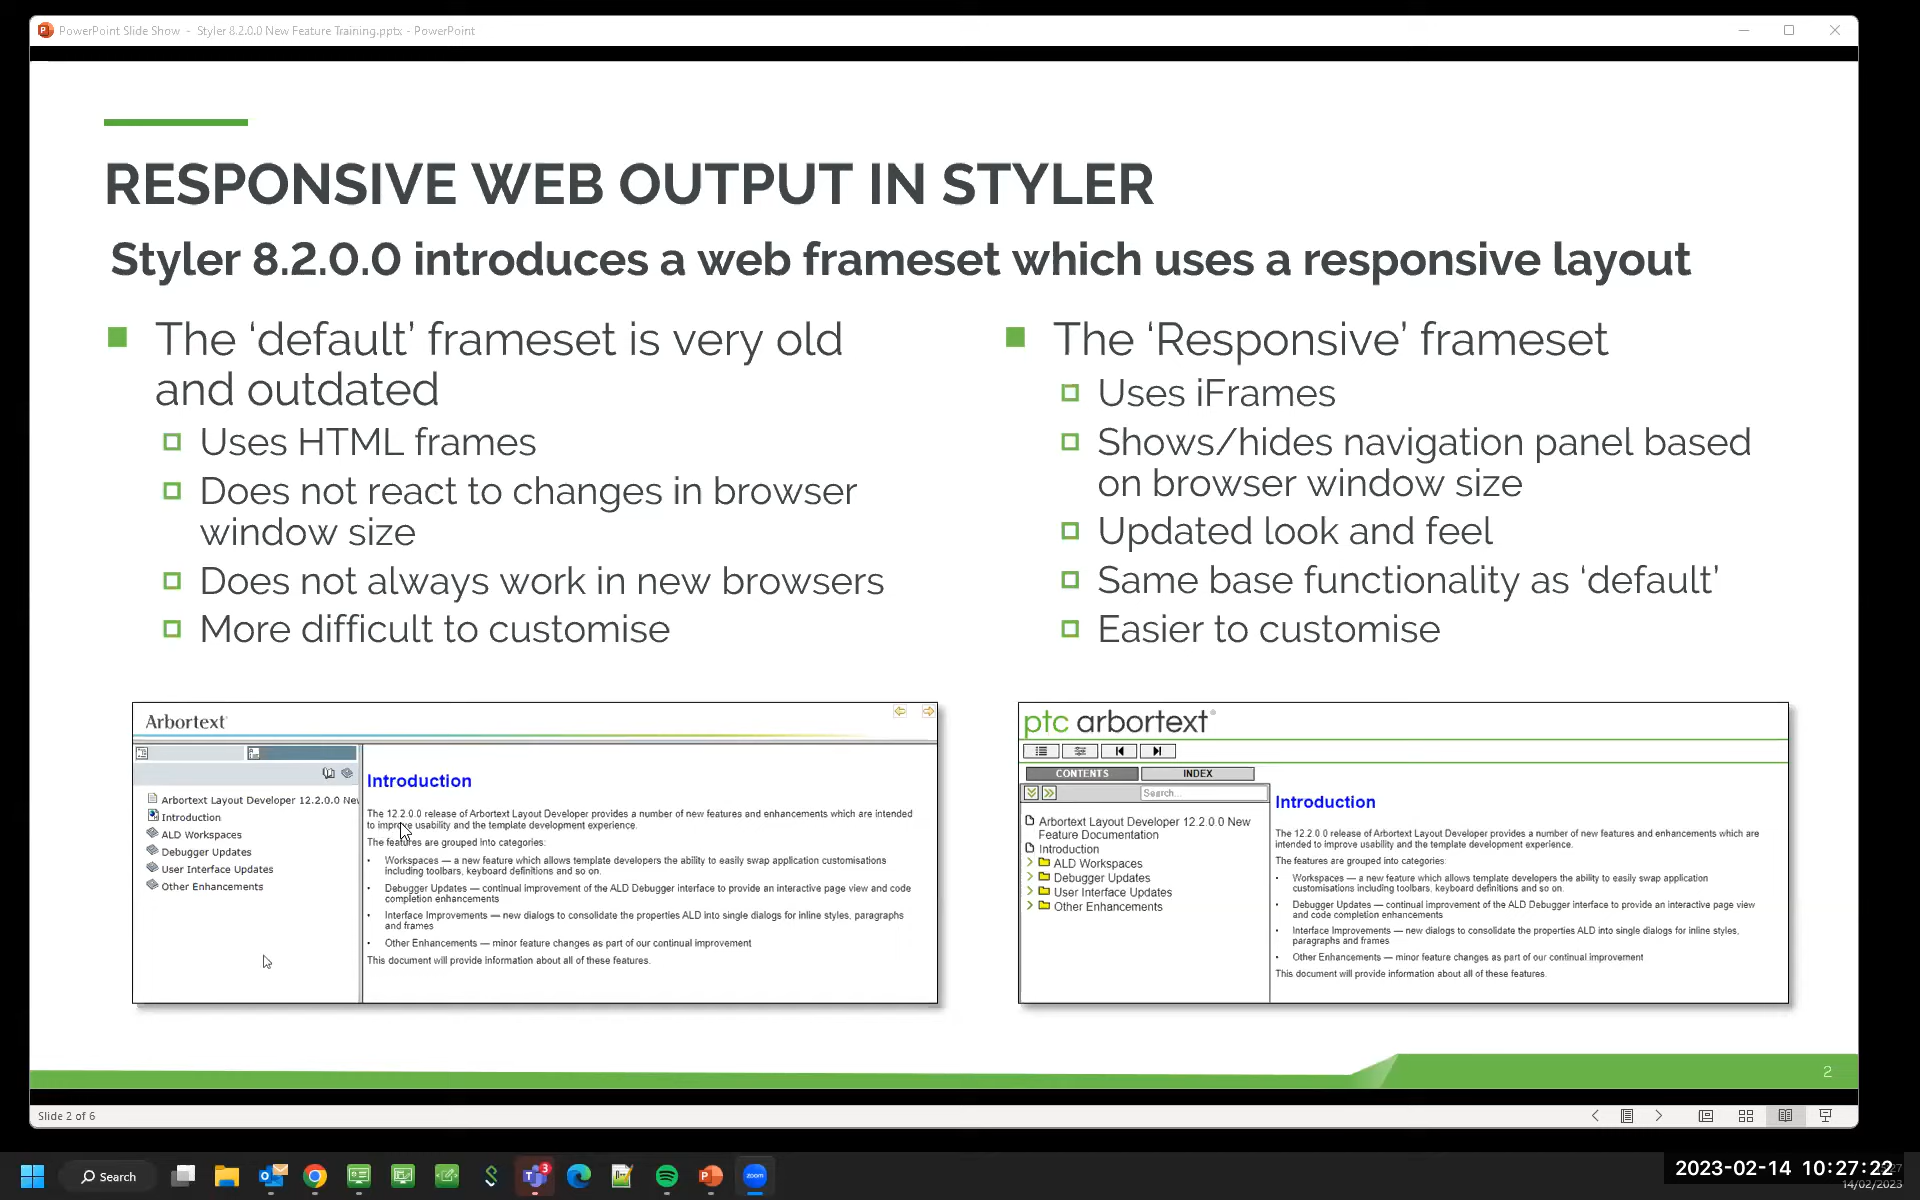 PowerPoint Slide Show - Styler 8.2.0.0 New Feature Training.pptx - PowerPoint
RESPONSIVE WEB OUTPUT IN STYLER
Styler 8.2.0.0 introduces a web frameset which uses a responsive layout
The ‘default’ frameset is very old
and outdated
Uses HTML frames
Does not react to changes in browser
window size
Does not always work in new browsers
More difficult to customise
The ‘Responsive’ frameset
Uses iFrames
Shows/hides navigation panel based
on browser window size
Updated look and feel
Same base functionality as ‘default’
Easier to customise
Arbortext
Arbortext Layout Developer 12.2.0.0 Nev
Introduction
ALD Workspaces
Debugger Updates
User Interface Updates
Other Enhancements
Introduction
The 12.2.0.0 release of Arbortext Layout Developer provides a number of new features and enhancements which are intended
to improve usability and the template development experience.
The features are grouped into categories:
• Workspaces — a new feature which allows template developers the ability to easily swap application customisations
including toolbars, keyboard definitions and so on.
• Debugger Updates — continual improvement of the ALD Debugger interface to provide an interactive page view and code
completion enhancements
• Interface Improvements — new dialogs to consolidate the properties ALD into single dialogs for inline styles, paragraphs
and frames
• Other Enhancements — minor feature changes as part of our continual improvement
This document will provide information about all of these features.
ptc arbortext®
CONTENTS INDEX
Search...
Arbortext Layout Developer 12.2.0.0 New
Feature Documentation
Introduction
ALD Workspaces
Debugger Updates
User Interface Updates
Other Enhancements
Introduction
The 12.2.0.0 release of Arbortext Layout Developer provides a number of new features and enhancements which are
intended to improve usability and the template development experience.
The features are grouped into categories:
• Workspaces — a new feature which allows template developers the ability to easily swap application
customisations including toolbars, keyboard definitions and so on.
• Debugger Updates — continual improvement of the ALD Debugger interface to provide an interactive page view
and code completion enhancements
• Interface Improvements — new dialogs to consolidate the properties ALD into single dialogs for inline styles,
paragraphs and frames
• Other Enhancements — minor feature changes as part of our continual improvement
This document will provide information about all of these features.
2
Slide 2 of 6
Search
3
zoom
2023-02-14 10:27:22
14/02/2023